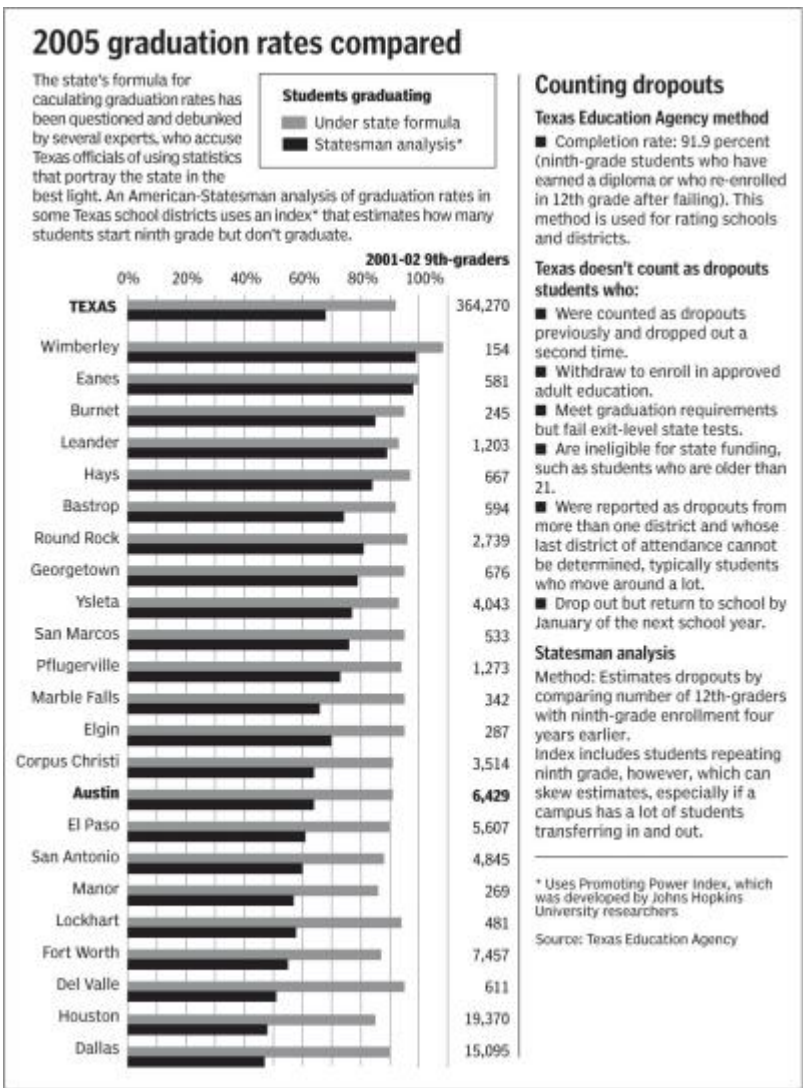 2005 graduation rates compared
The state's formula for
caculating graduation rates has
been questioned and debunked
by several experts, who accuse
Texas officials of using statistics
that portray the state in the
best light. An American-Statesman analysis of graduation rates in
some Texas school districts uses an index* that estimates how many
students start ninth grade but don't graduate.
Students graduating
Under state formula
Statesman analysis*
2001-02 9th-graders
0% 20% 40% 60% 80% 100%
TEXAS 364,270
Wimberley 154
Eanes 581
Burnet 245
Leander 1,203
Hays 667
Bastrop 594
Round Rock 2,739
Georgetown 676
Ysleta 4,043
San Marcos 533
Pflugerville 1,273
Marble Falls 342
Elgin 287
Corpus Christi 3,514
Austin 6,429
El Paso 5,607
San Antonio 4,845
Manor 269
Lockhart 481
Fort Worth 7,457
Del Valle 611
Houston 19,370
Dallas 15,095
Counting dropouts
Texas Education Agency method
■ Completion rate: 91.9 percent
(ninth-grade students who have
earned a diploma or who re-enrolled
in 12th grade after failing). This
method is used for rating schools
and districts.
Texas doesn't count as dropouts
students who:
■ Were counted as dropouts
previously and dropped out a
second time.
■ Withdraw to enroll in approved
adult education.
■ Meet graduation requirements
but fail exit-level state tests.
■ Are ineligible for state funding,
such as students who are older than
21.
■ Were reported as dropouts from
more than one district and whose
last district of attendance cannot
be determined, typically students
who move around a lot.
■ Drop out but return to school by
January of the next school year.
Statesman analysis
Method: Estimates dropouts by
comparing number of 12th-graders
with ninth-grade enrollment four
years earlier.
Index includes students repeating
ninth grade, however, which can
skew estimates, especially if a
campus has a lot of students
transferring in and out.
* Uses Promoting Power Index, which
was developed by Johns Hopkins
University researchers
Source: Texas Education Agency